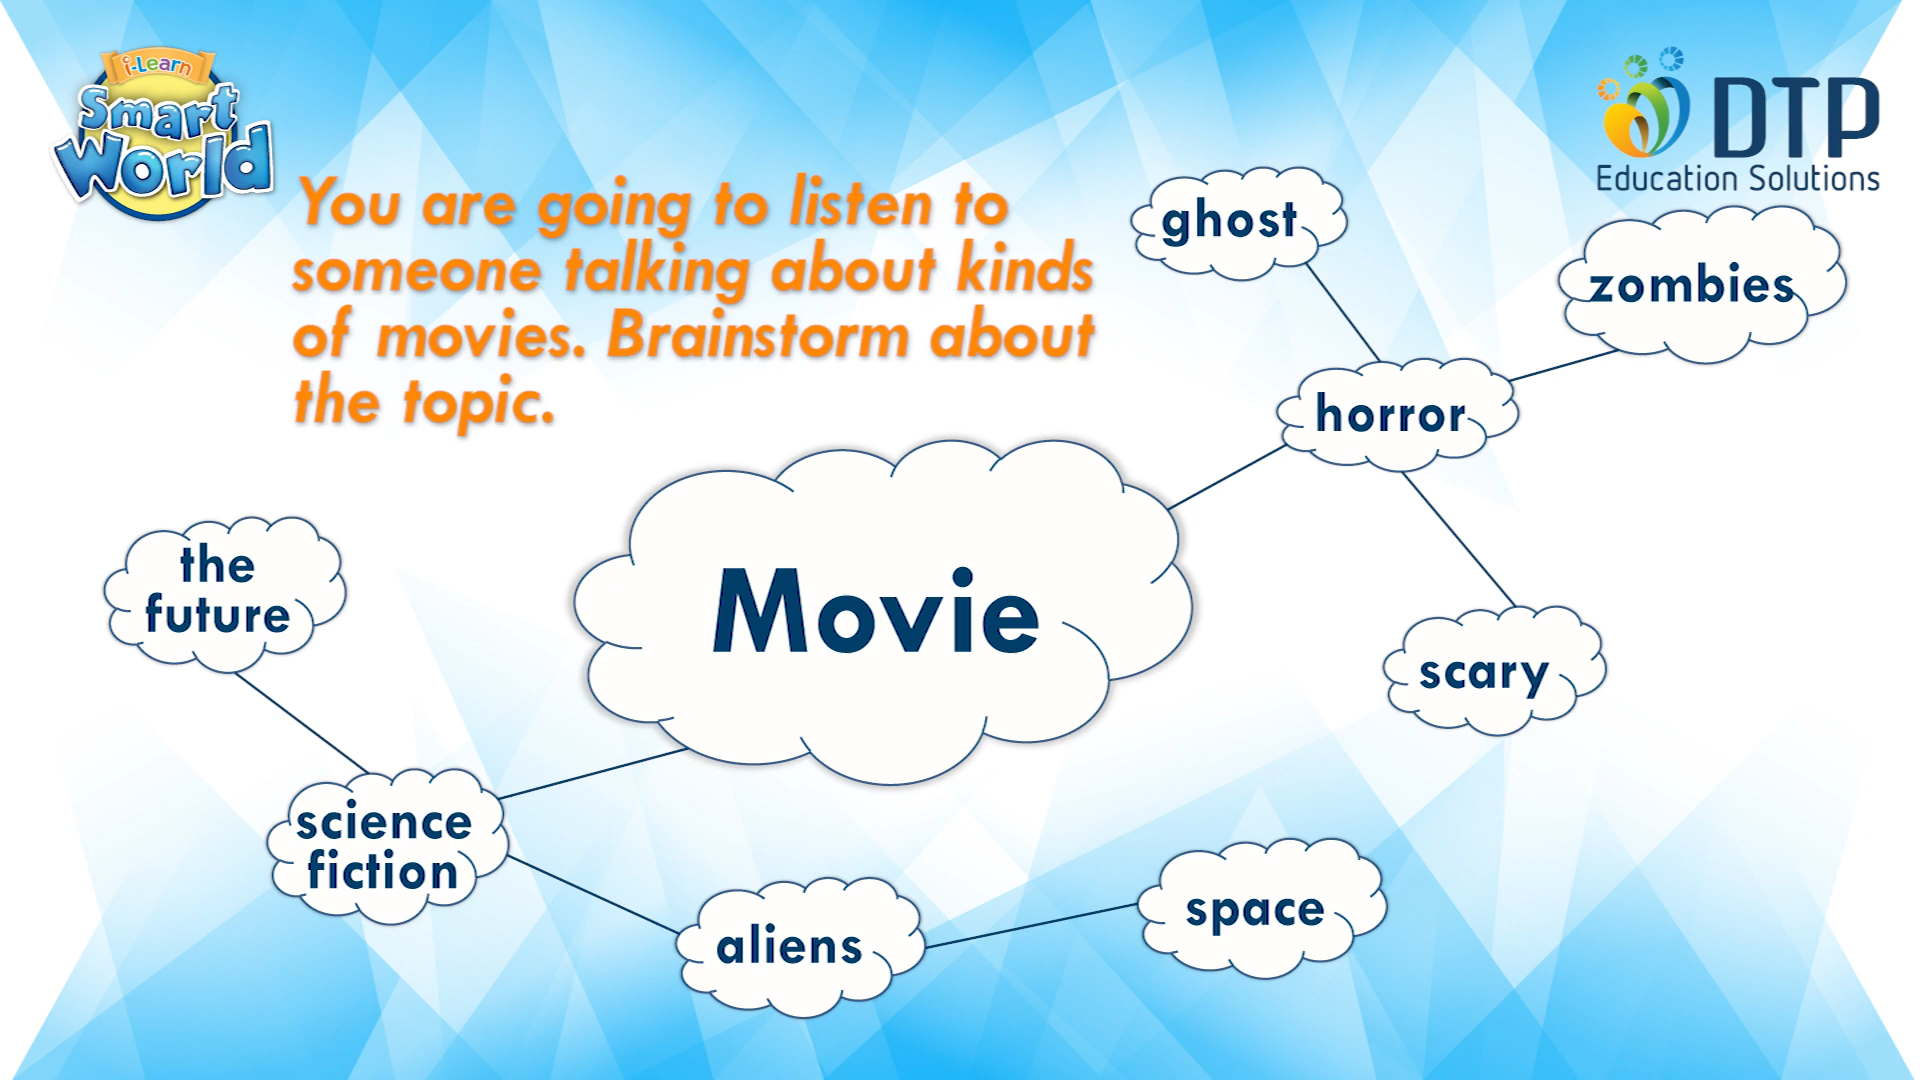 i-Learn
Smart
World
DTP
Education Solutions
You are going to listen to
someone talking about kinds
of movies. Brainstorm about
the topic.
ghost
zombies
horror
Movie
the
future
scary
science
fiction
aliens
space